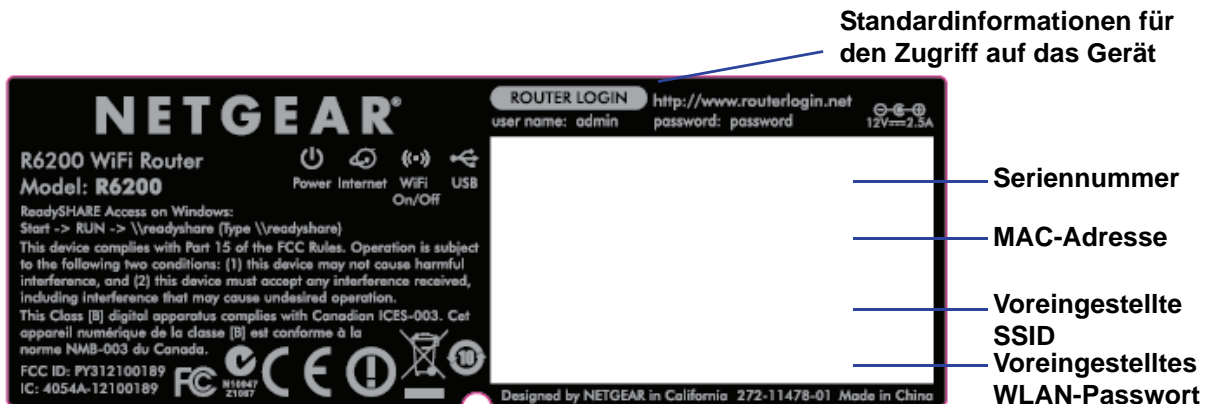 Standardinformationen für
den Zugriff auf das Gerät
NETGEAR®
ROUTER LOGIN http://www.routerlogin.net
user name: admin password: password
12V 2.5A
R6200 WiFi Router
Model: R6200
Power Internet WiFi On/Off USB
ReadySHARE Access on Windows:
Start -> RUN -> \\readyshare (Type \\readyshare)
This device complies with Part 15 of the FCC Rules. Operation is subject
to the following two conditions: (1) this device may not cause harmful
interference, and (2) this device must accept any interference received,
including interference that may cause undesired operation.
This Class [B] digital apparatus complies with Canadian ICES-003. Cet
appareil numérique de la classe [B] est conforme à la
norme NMB-003 du Canada.
FCC ID: PY312100189
IC: 4054A-12100189
FC
N10947
Z1087
CE
10
Designed by NETGEAR in California 272-11478-01 Made in China
Seriennummer
MAC-Adresse
Voreingestellte
SSID
Voreingestelltes
WLAN-Passwort